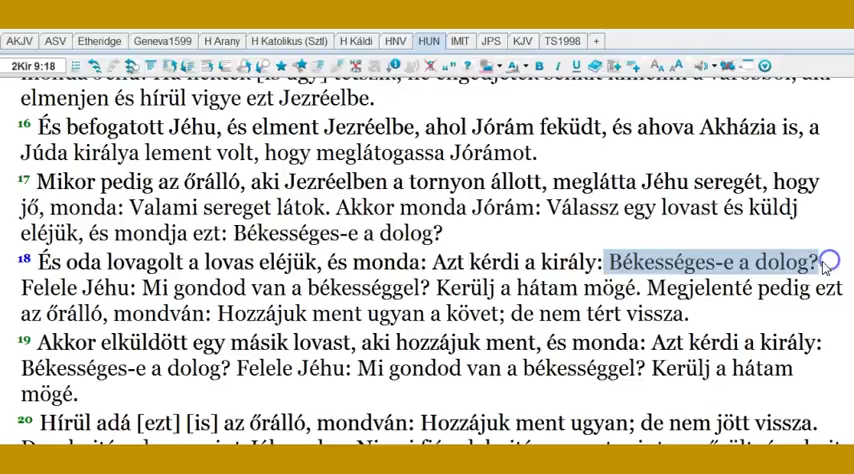 AKJV ASV Etheridge Geneva1599 H Arany H Katolikus (Sztl) H Káldi HNV HUN IMIT JPS KJV TS1998 +
2Kir 9:18
elmenjen és hírül vigye ezt Jezréelbe.
16 És befogatott Jéhu, és elment Jezréelbe, ahol Jórám feküdt, és ahova Akházia is, a
Júda királya lement volt, hogy meglátogassa Jórámot.
17 Mikor pedig az őrálló, aki Jezréelben a tornyon állott, meglátta Jéhu seregét, hogy
jő, monda: Valami sereget látok. Akkor monda Jórám: Válassz egy lovast és küldj
eléjük, és mondja ezt: Békességes-e a dolog?
18 És oda lovagolt a lovas eléjük, és monda: Azt kérdi a király: Békességes-e a dolog?
Felele Jéhu: Mi gondod van a békességgel? Kerülj a hátam mögé. Megjelenté pedig ezt
az őrálló, mondván: Hozzájuk ment ugyan a követ; de nem tért vissza.
19 Akkor elküldött egy másik lovast, aki hozzájuk ment, és monda: Azt kérdi a király:
Békességes-e a dolog? Felele Jéhu: Mi gondod van a békességgel? Kerülj a hátam
mögé.
20 Hírül adá [ezt] [is] az őrálló, mondván: Hozzájuk ment ugyan; de nem jött vissza.